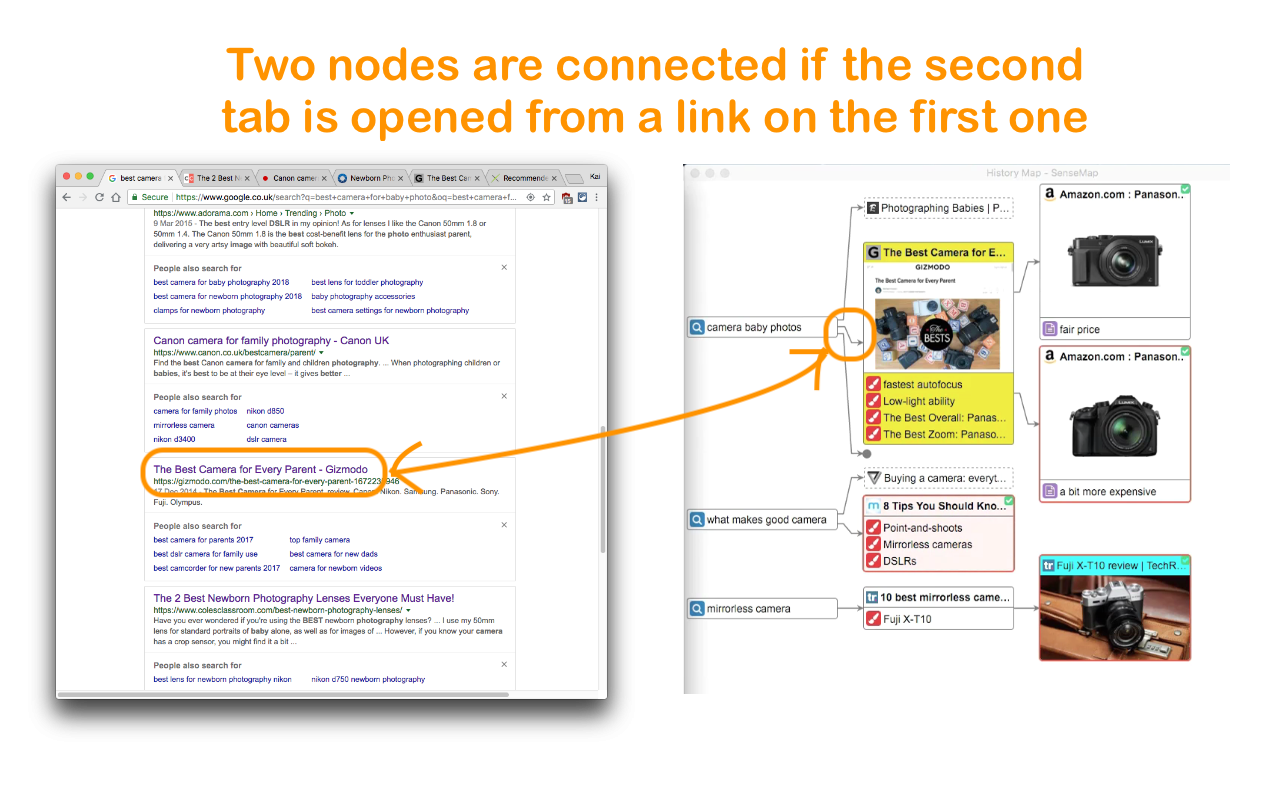 Two nodes are connected if the second
tab is opened from a link on the first one
best camera
The 2 Best N
Canon camer
Newborn Pho
The Best Car
Recommende
Kai
Secure
https://www.google.co.uk/search?q=best+camera+for+baby+photo&oq=best+camera+f...
https://www.adorama.com › Home › Trending › Photo
9 Mar 2015 - The best entry level DSLR in my opinion! As for lenses I like the Canon 50mm 1.8 or
50mm 1.4. The Canon 50mm 1.8 is the best cost-benefit lens for the photo enthusiast parent,
delivering a very artsy image with beautiful soft bokeh.
People also search for
best camera for baby photography 2018
best lens for toddler photography
best camera for newborn photography 2018
baby photography accessories
clamps for newborn photography
best camera settings for newborn photography
Canon camera for family photography - Canon UK
https://www.canon.co.uk/bestcamera/parent/
Find the best Canon camera for family and children photography. ... When photographing children or
babies, it's best to be at their eye level – it gives better ...
People also search for
camera for family photos
nikon d850
mirrorless camera
canon cameras
nikon d3400
dslr camera
The Best Camera for Every Parent - Gizmodo
https://gizmodo.com/the-best-camera-for-every-parent-1672233946
17 Dec 2014 - The Best Camera for Every Parent, review, Canon, Nikon. Samsung. Panasonic. Sony.
Fuji. Olympus.
People also search for
best camera for parents 2017
top family camera
best dslr camera for family use
best camera for new dads
best camcorder for new parents 2017
camera for newborn videos
The 2 Best Newborn Photography Lenses Everyone Must Have!
https://www.colesclassroom.com/best-newborn-photography-lenses/
Have you ever wondered if you're using the BEST newborn photography lenses? ... I use my 50mm
lens for standard portraits of baby alone, as well as for images of ... However, if you know your camera
has a crop sensor, you might find it a bit ...
People also search for
best lens for newborn photography nikon
nikon d750 newborn photography
History Map - SenseMap
camera baby photos
Photographing Babies | P...
The Best Camera for E...
GIZMODO
The Best Camera for Every Parent
The
BESTS
fastest autofocus
Low-light ability
The Best Overall: Panas...
The Best Zoom: Panaso...
Amazon.com : Panason..
LUMIX
fair price
Amazon.com : Panason..
LUMIX
a bit more expensive
what makes good camera
Buying a camera: everyt...
8 Tips You Should Kno...
Point-and-shoots
Mirrorless cameras
DSLRs
mirrorless camera
10 best mirrorless came...
Fuji X-T10
Fuji X-T10 review | TechR...